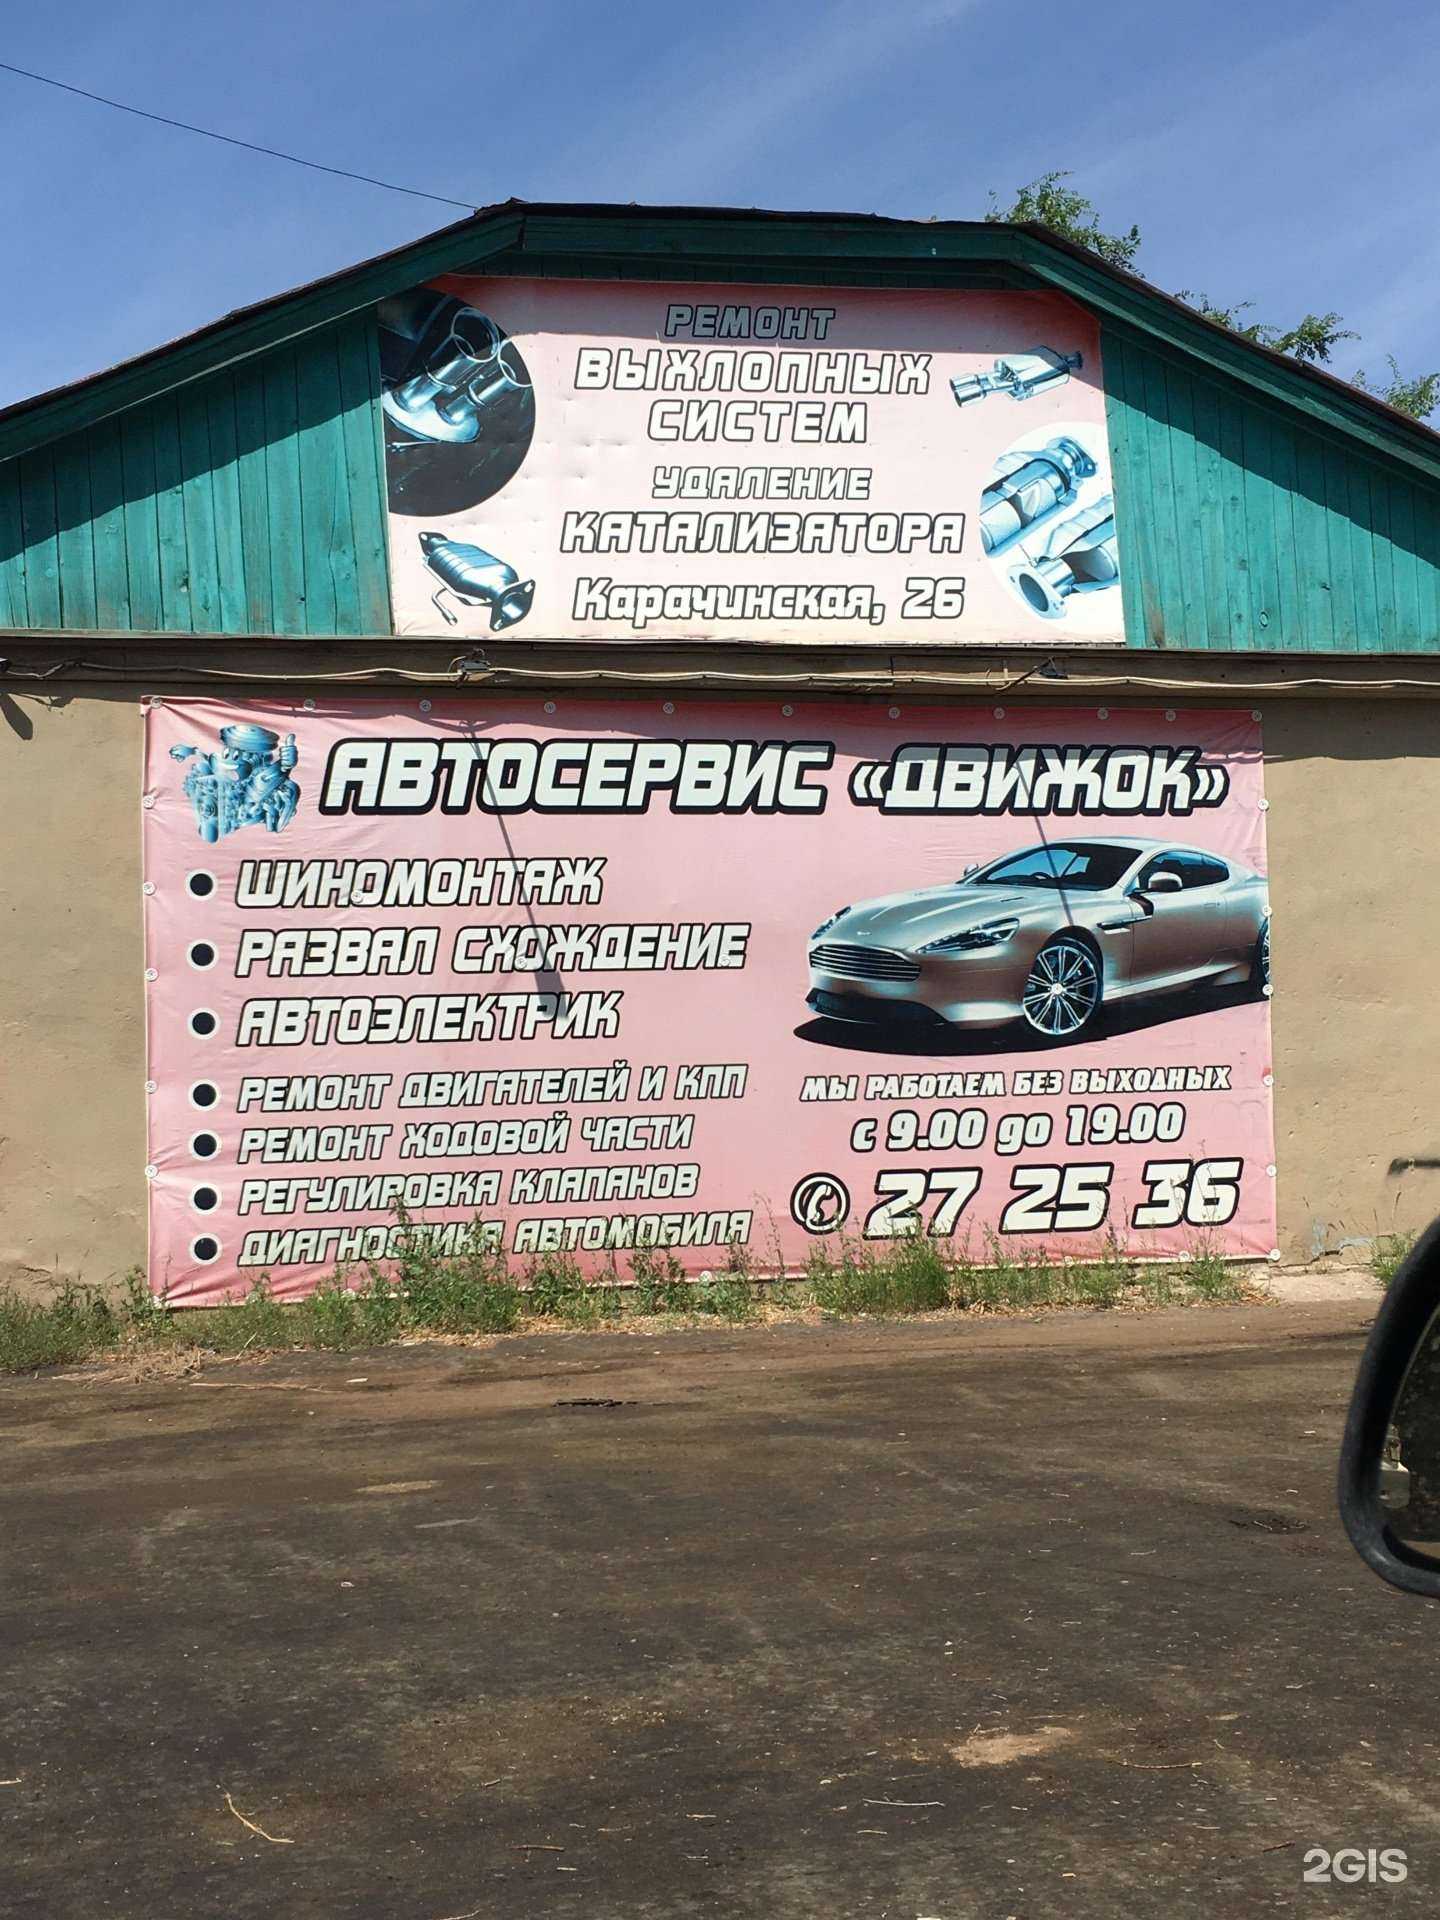 РЕМОНТ
ВЫХЛОПНЫХ
СИСТЕМ
УДАЛЕНИЕ
КАТАЛИЗАТОРА
Карачинская, 26
АВТОСЕРВИС «ДВИЖОК»
ШИНОМОНТАЖ
РАЗВАЛ СХОЖДЕНИЕ
АВТОЭЛЕКТРИК
РЕМОНТ ДВИГАТЕЛЕЙ И КПП
РЕМОНТ ХОДОВОЙ ЧАСТИ
РЕГУЛИРОВКА КЛАПАНОВ
ДИАГНОСТИКА АВТОМОБИЛЯ
МЫ РАБОТАЕМ БЕЗ ВЫХОДНЫХ
с 9.00 до 19.00
27 25 36
2GIS